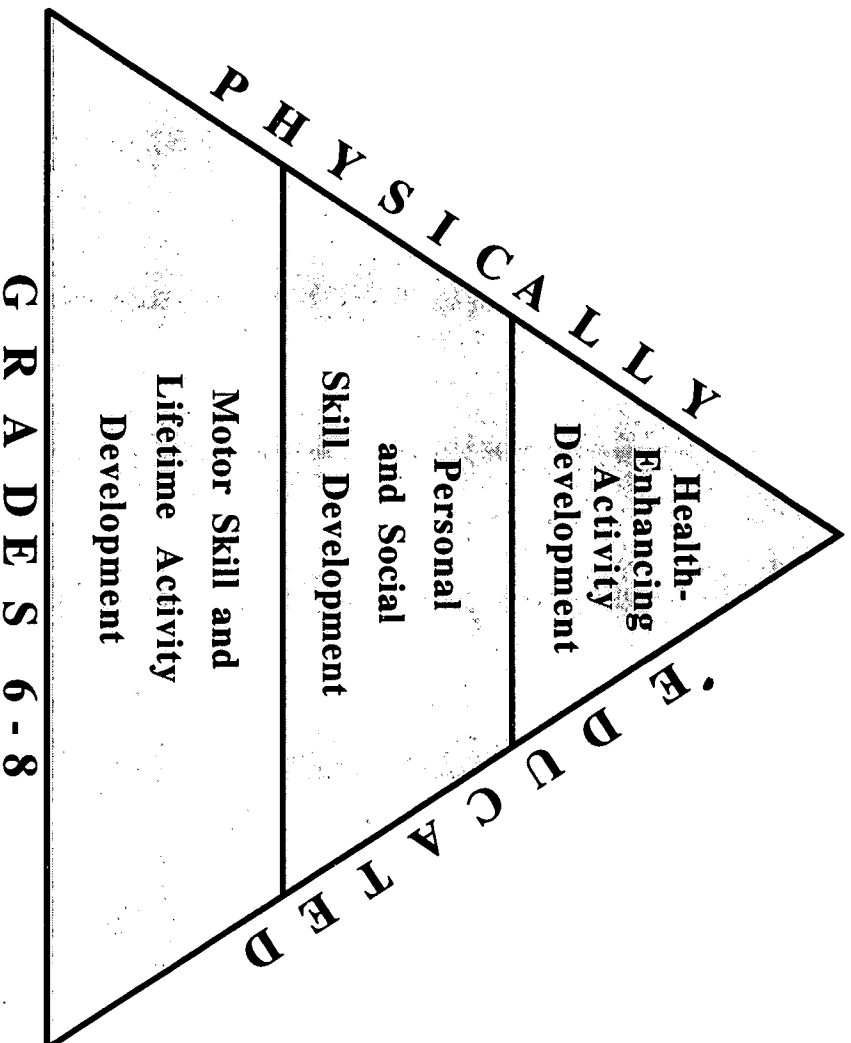 PHYSICALLY
EDUCATED
Health-
Enhancing
Activity
Development
Personal
and Social
Skill Development
Motor Skill and
Lifetime Activity
Development
GRADES 6-8